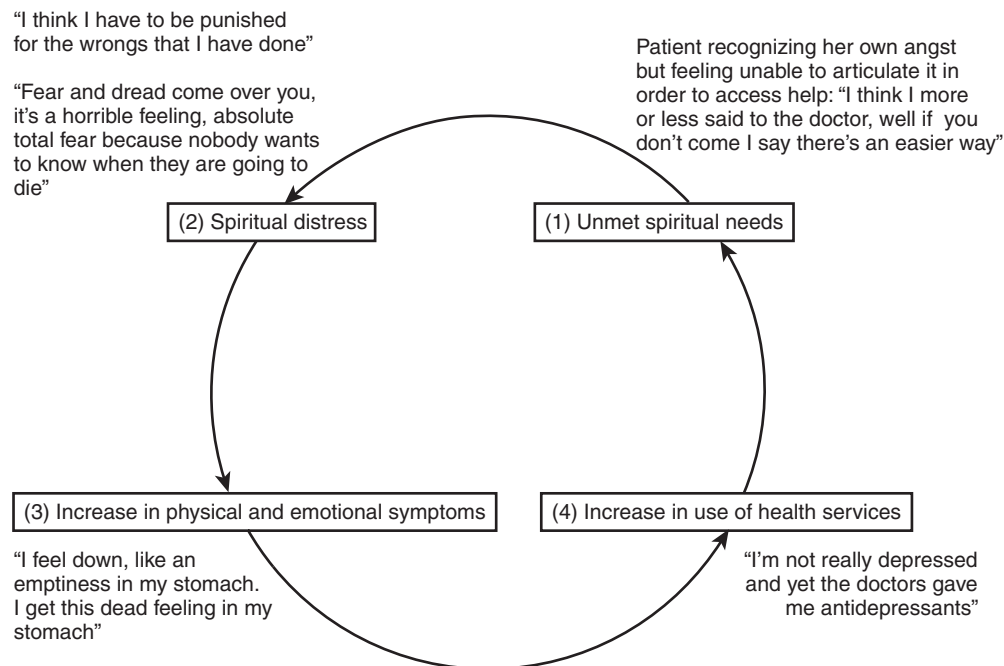 “I think I have to be punished
for the wrongs that I have done”
“Fear and dread come over you,
it’s a horrible feeling, absolute
total fear because nobody wants
to know when they are going to
die”
Patient recognizing her own angst
but feeling unable to articulate it in
order to access help: “I think I more
or less said to the doctor, well if you
don’t come I say there’s an easier way”
(2) Spiritual distress
(1) Unmet spiritual needs
(3) Increase in physical and emotional symptoms
(4) Increase in use of health services
“I feel down, like an
emptiness in my stomach.
I get this dead feeling in my
stomach”
“I’m not really depressed
and yet the doctors gave
me antidepressants”